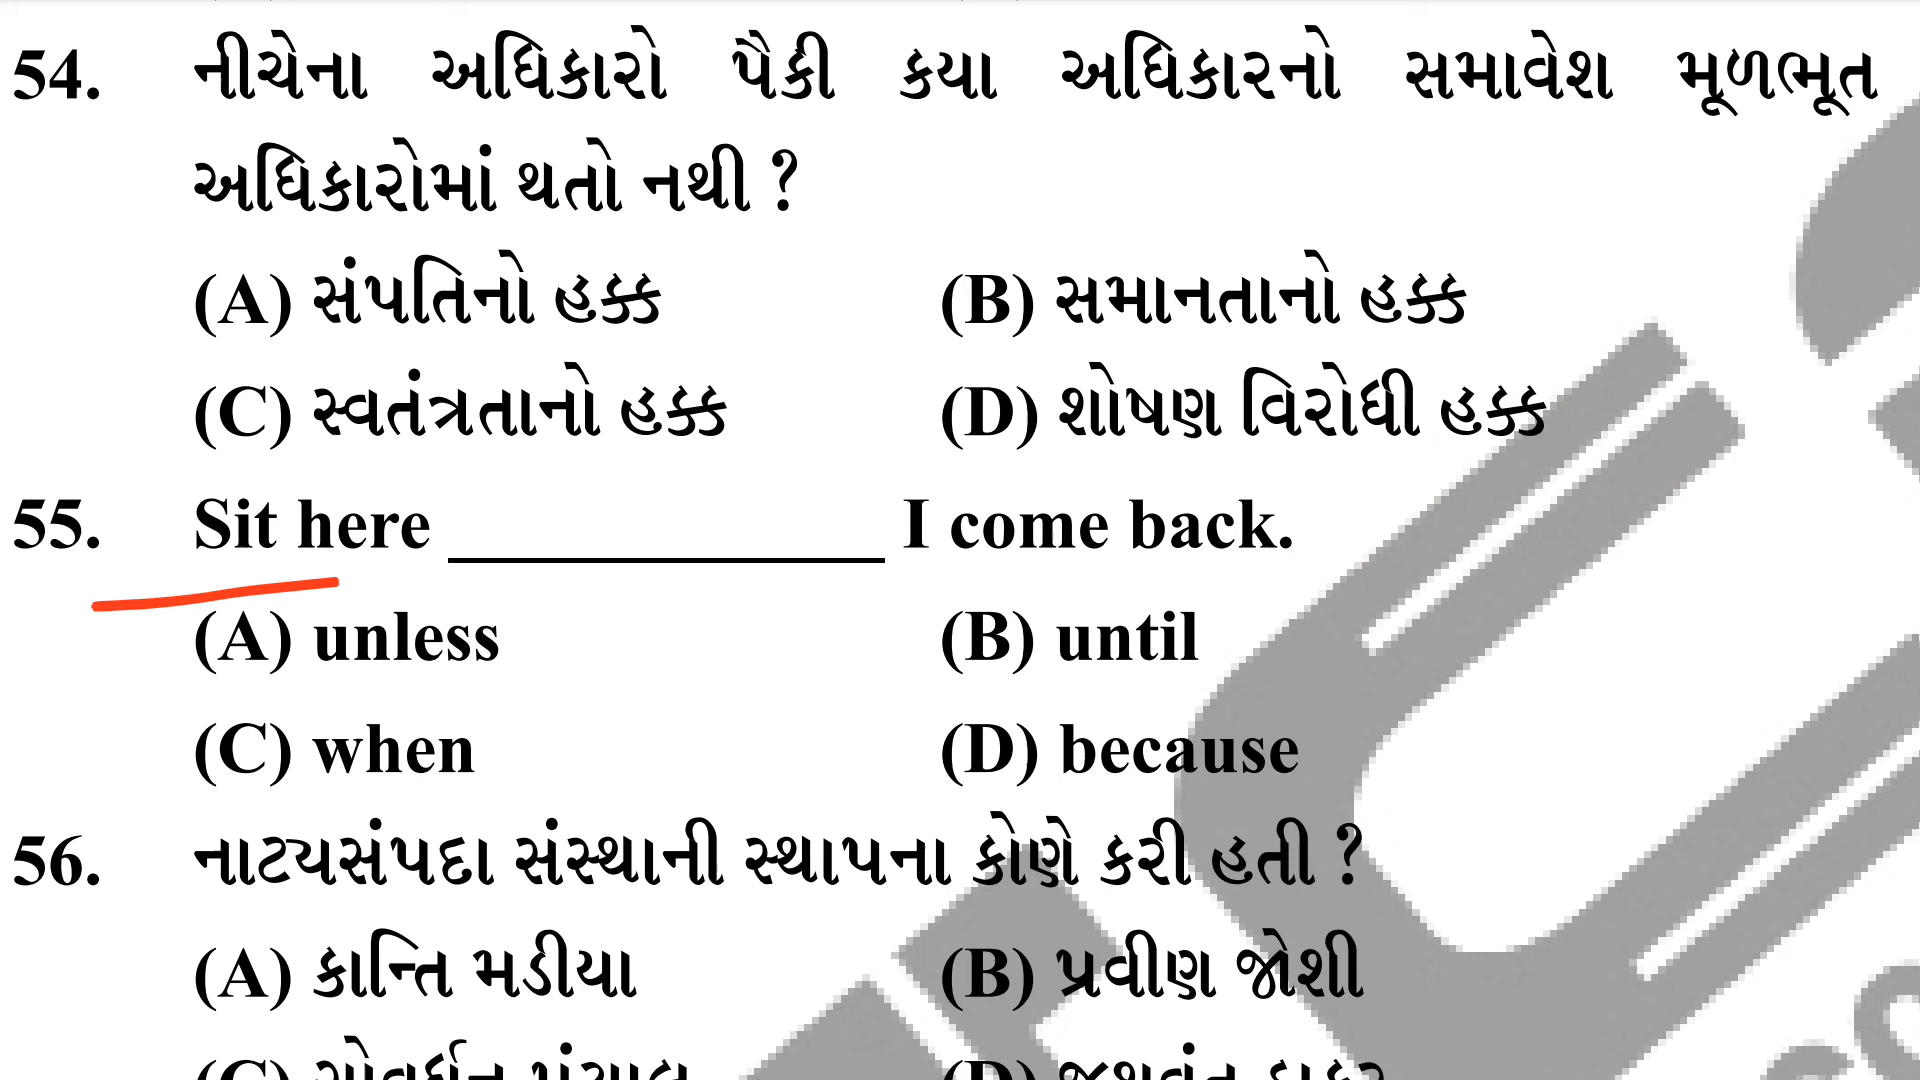 54. નીચેના અધિકારો પૈકી કયા અધિકારનો સમાવેશ મૂળભૂત
અધિકારોમાં થતો નથી ?
(A) સંપતિનો હક્ક (B) સમાનતાનો હક્ક
(C) સ્વતંત્રતાનો હક્ક (D) શોષણ વિરોધી હક્ક
55. Sit here ____________ I come back.
(A) unless (B) until
(C) when (D) because
56. નાટ્યસંપદા સંસ્થાની સ્થાપના કોણે કરી હતી ?
(A) કાન્તિ મડીયા (B) પ્રવીણ જોશી